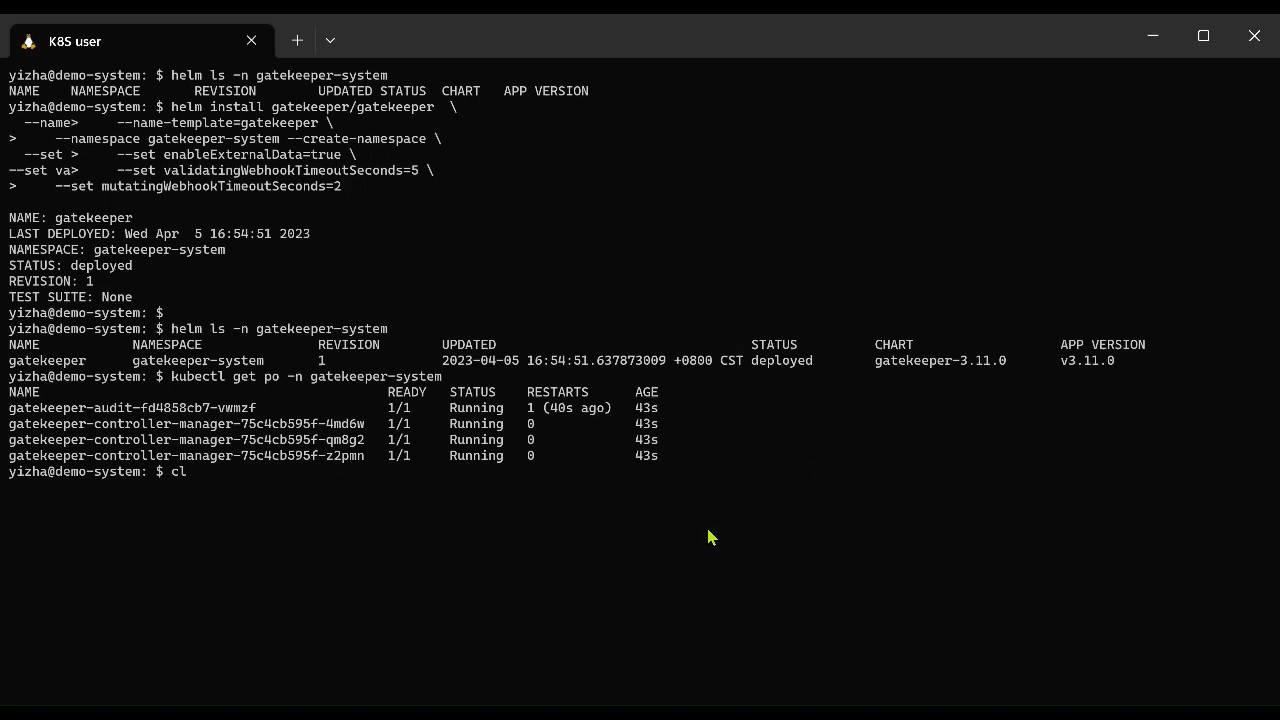 K8S user
yizha@demo-system: $ helm ls -n gatekeeper-system
NAME    NAMESPACE       REVISION        UPDATED STATUS  CHART   APP VERSION
yizha@demo-system: $ helm install gatekeeper/gatekeeper  \
  --name>     --name-template=gatekeeper \
>     --namespace gatekeeper-system --create-namespace \
  --set >     --set enableExternalData=true \
--set va>     --set validatingWebhookTimeoutSeconds=5 \
>     --set mutatingWebhookTimeoutSeconds=2
NAME: gatekeeper
LAST DEPLOYED: Wed Apr  5 16:54:51 2023
NAMESPACE: gatekeeper-system
STATUS: deployed
REVISION: 1
TEST SUITE: None
yizha@demo-system: $
yizha@demo-system: $ helm ls -n gatekeeper-system
NAME            NAMESPACE               REVISION        UPDATED                                 STATUS          CHART                   APP VERSION
gatekeeper      gatekeeper-system       1               2023-04-05 16:54:51.637873009 +0800 CST deployed        gatekeeper-3.11.0       v3.11.0
yizha@demo-system: $ kubectl get po -n gatekeeper-system
NAME                                             READY   STATUS    RESTARTS      AGE
gatekeeper-audit-fd4858cb7-vwmzf                 1/1     Running   1 (40s ago)   43s
gatekeeper-controller-manager-75c4cb595f-4md6w   1/1     Running   0             43s
gatekeeper-controller-manager-75c4cb595f-qm8g2   1/1     Running   0             43s
gatekeeper-controller-manager-75c4cb595f-z2pmn   1/1     Running   0             43s
yizha@demo-system: $ cl